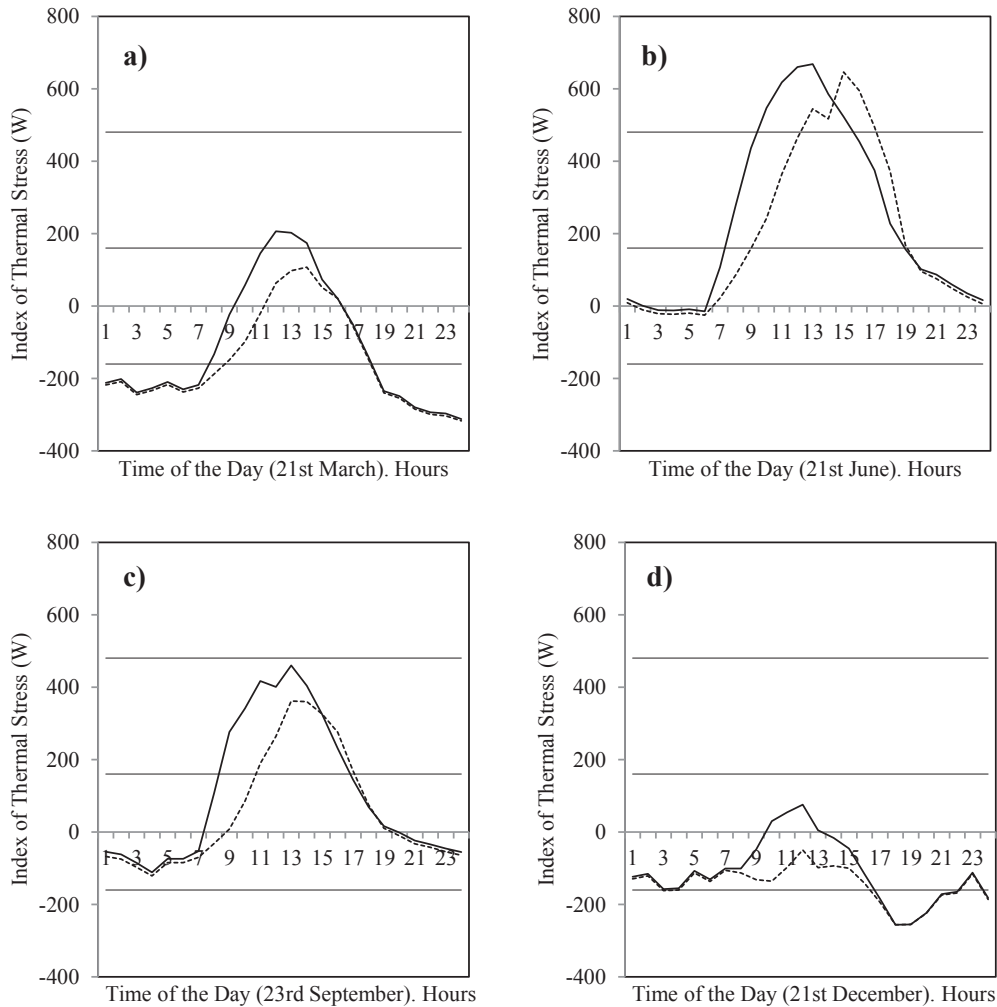 a)
Index of Thermal Stress (W)
800
600
400
200
0
-200
-400
1 3 5 7 9 11 13 15 17 19 21 23
Time of the Day (21st March). Hours
b)
Index of Thermal Stress (W)
800
600
400
200
0
-200
-400
1 3 5 7 9 11 13 15 17 19 21 23
Time of the Day (21st June). Hours
c)
Index of Thermal Stress (W)
800
600
400
200
0
-200
-400
1 3 5 7 9 11 13 15 17 19 21 23
Time of the Day (23rd September). Hours
d)
Index of Thermal Stress (W)
800
600
400
200
0
-200
-400
1 3 5 7 9 11 13 15 17 19 21 23
Time of the Day (21st December). Hours